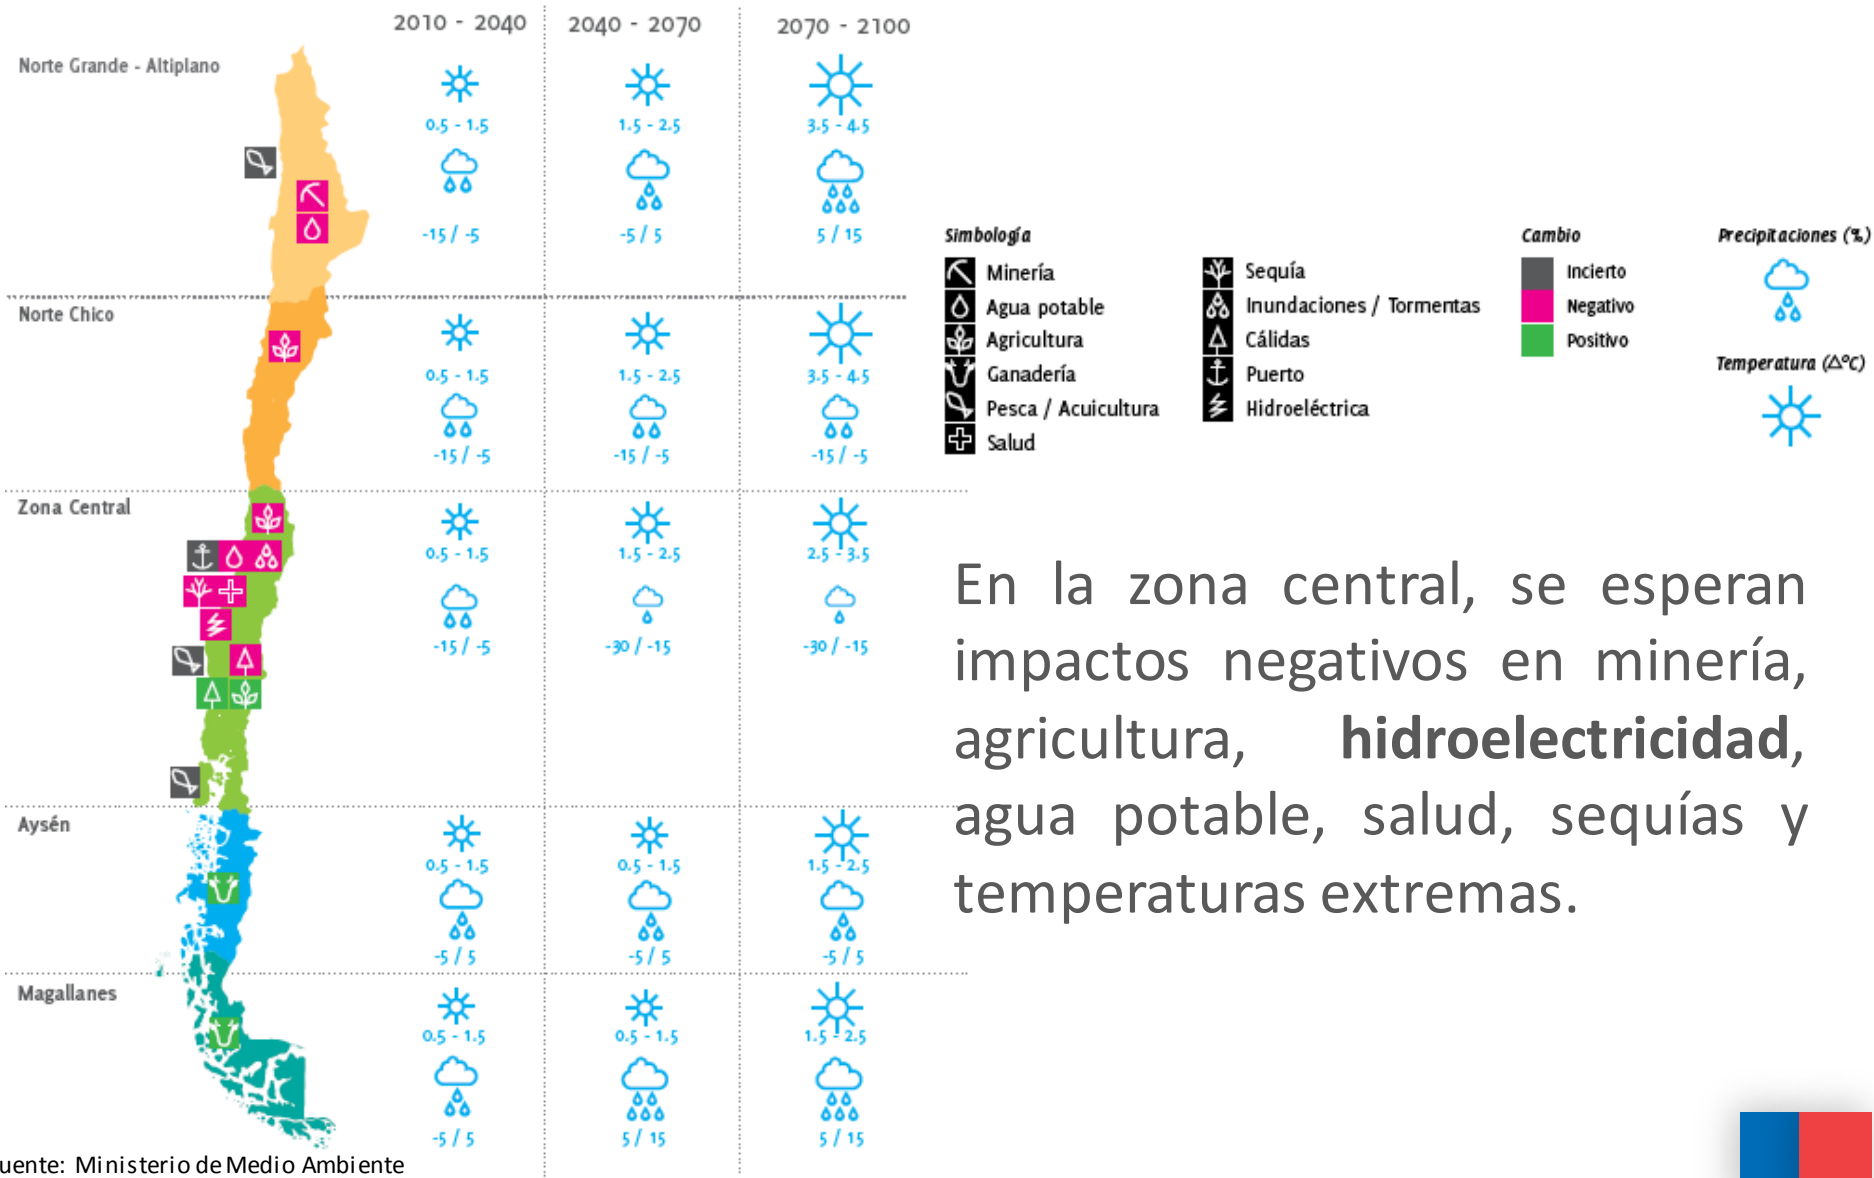 2010 - 2040
2040 - 2070
2070 - 2100
Norte Grande - Altiplano
0.5 - 1.5
1.5 - 2.5
3.5 - 4.5
-15 / -5
-5 / 5
5 / 15
Norte Chico
0.5 - 1.5
1.5 - 2.5
3.5 - 4.5
-15 / -5
-15 / -5
-15 / -5
Zona Central
0.5 - 1.5
1.5 - 2.5
2.5 - 3.5
-15 / -5
-30 / -15
-30 / -15
Aysén
0.5 - 1.5
0.5 - 1.5
1.5 - 2.5
-5 / 5
-5 / 5
-5 / 5
Magallanes
0.5 - 1.5
0.5 - 1.5
1.5 - 2.5
-5 / 5
5 / 15
5 / 15
uente: Ministerio de Medio Ambiente
Simbología
Minería
Agua potable
Agricultura
Ganadería
Pesca / Acuicultura
Salud
Sequía
Inundaciones / Tormentas
Cálidas
Puerto
Hidroeléctrica
Cambio
Incierto
Negativo
Positivo
Precipitaciones (%)
Temperatura (△ºC)
En la zona central, se esperan
impactos negativos en minería,
agricultura, hidroelectricidad,
agua potable, salud, sequías y
temperaturas extremas.